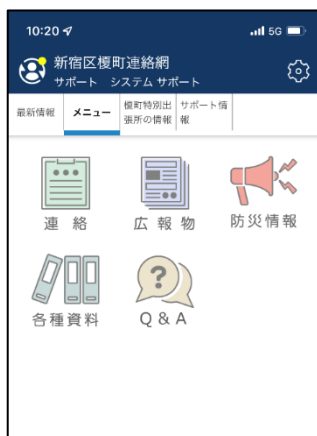 10:20 5G
新宿区榎町連絡網
サポート システム サポート
最新情報 メニュー 榎町特別出 サポート情
張所の情報 報
連絡 広報物 防災情報
各種資料 Q & A